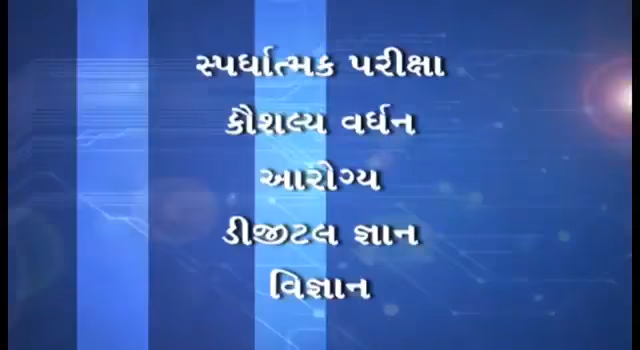 સ્પર્ધાત્મક પરીક્ષા
કૌશલ્ય વર્ધન
આરોગ્ય
ડીજીટલ જ્ઞાન
વિજ્ઞાન